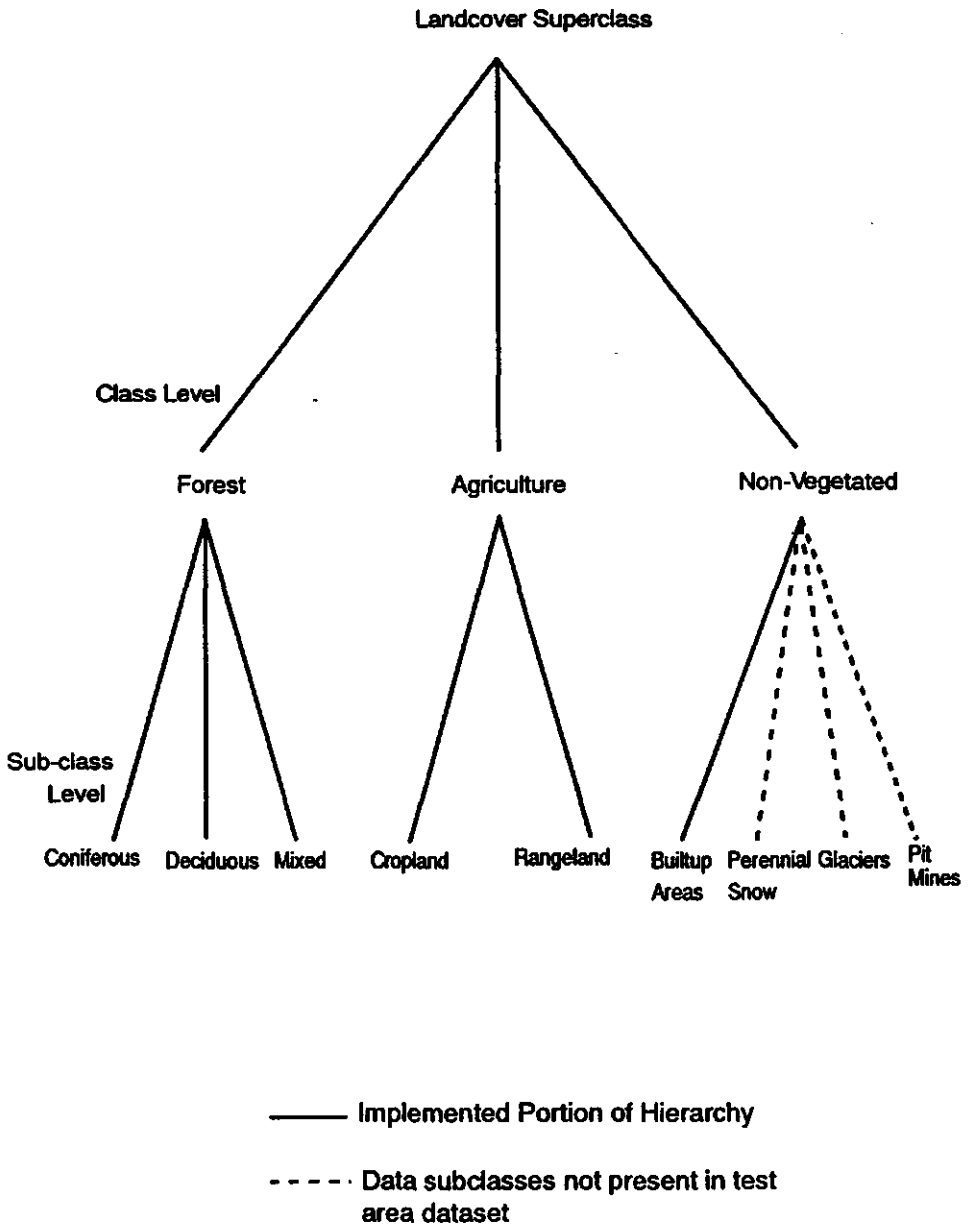 Landcover Superclass
Class Level
Forest
Agriculture
Non-Vegetated
Sub-class
Level
Coniferous
Deciduous
Mixed
Cropland
Rangeland
Builtup
Areas
Perennial
Snow
Glaciers
Pit
Mines
Implemented Portion of Hierarchy
Data subclasses not present in test
area dataset